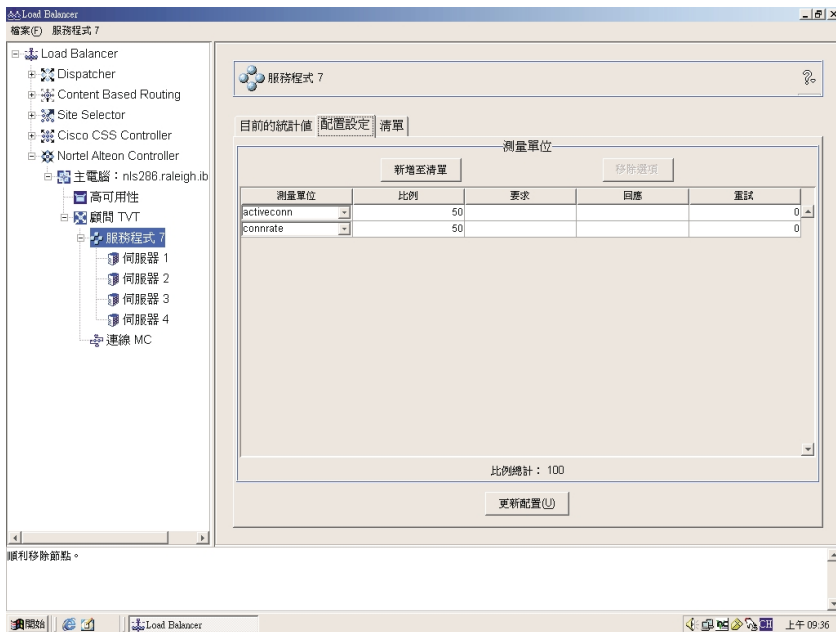 Load Balancer
檔案(F) 服務程式 7
Load Balancer
Dispatcher
Content Based Routing
Site Selector
Cisco CSS Controller
Nortel Alteon Controller
主電腦：nls286.raleigh.ib
高可用性
顧問 TVT
服務程式 7
伺服器 1
伺服器 2
伺服器 3
伺服器 4
連線 MC
服務程式 7
?
目前的統計值 配置設定 清單
測量單位
新增至清單 移除選項
測量單位 比例 要求 回應 重試
activeconn 50 0
connrate 50 0
比例總計： 100
更新配置(U)
順利移除節點。
開始 Load Balancer CH 上午 09:36